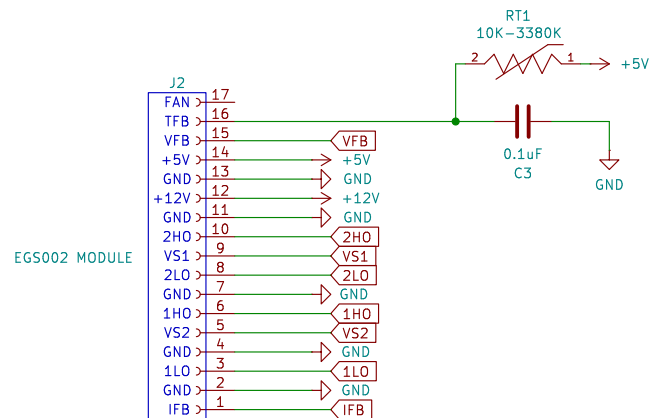 RT1
10K-3380K
2 1 +5V
J2
FAN 17
TFB 16
VFB 15 VFB
+5V 14 +5V
0.1uF
C3
GND 13 GND
GND
+12V 12 +12V
GND 11 GND
2HO 10 2HO
VS1 9 VS1
EGS002 MODULE
2LO 8 2LO
GND 7 GND
1HO 6 1HO
VS2 5 VS2
GND 4 GND
1LO 3 1LO
GND 2 GND
IFB 1 IFB